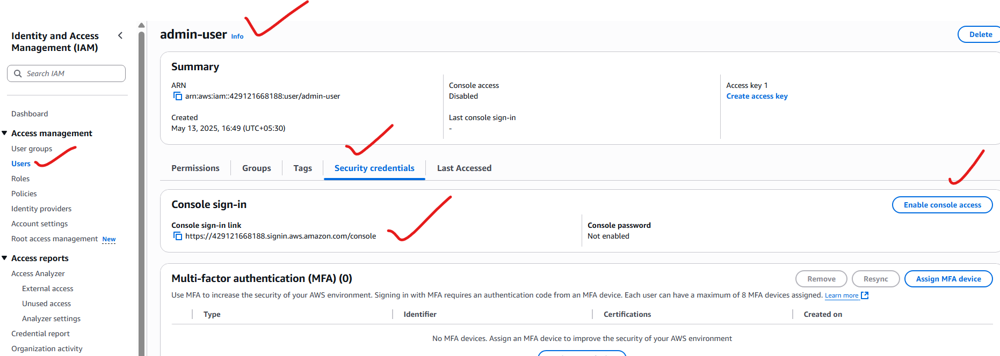 Identity and Access
Management (IAM)
Search IAM
Dashboard
Access management
User groups
Users
Roles
Policies
Identity providers
Account settings
Root access management New
Access reports
Access Analyzer
External access
Unused access
Analyzer settings
Credential report
Organization activity
admin-user Info
Delete
Summary
ARN
arn:aws:iam::429121668188:user/admin-user
Created
May 13, 2025, 16:49 (UTC+05:30)
Console access
Disabled
Last console sign-in
-
Access key 1
Create access key
Permissions
Groups
Tags
Security credentials
Last Accessed
Console sign-in
Enable console access
Console sign-in link
https://429121668188.signin.aws.amazon.com/console
Console password
Not enabled
Multi-factor authentication (MFA) (0)
Remove
Resync
Assign MFA device
Use MFA to increase the security of your AWS environment. Signing in with MFA requires an authentication code from an MFA device. Each user can have a maximum of 8 MFA devices assigned. Learn more
Type
Identifier
Certifications
Created on
No MFA devices. Assign an MFA device to improve the security of your AWS environment